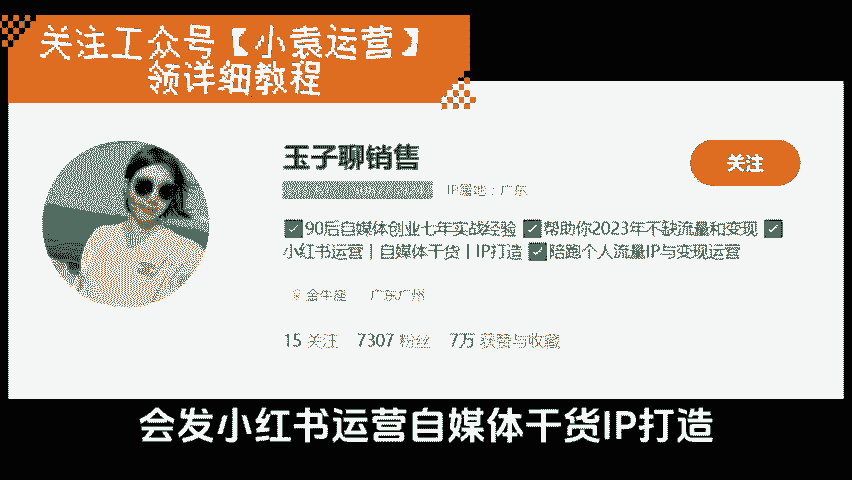 关注工众号【小袁运营】
领详细教程
玉子聊销售
关注
IP属地：广东
☑90后自媒体创业七年实战经验 ☑帮助你2023年不缺流量和变现 ☑
小红书运营丨自媒体干货丨IP打造 ☑陪跑个人流量IP与变现运营
♀ 金牛座 广东广州
15 关注 7307 粉丝 7万 获赞与收藏
会发小红书运营自媒体干货IP打造